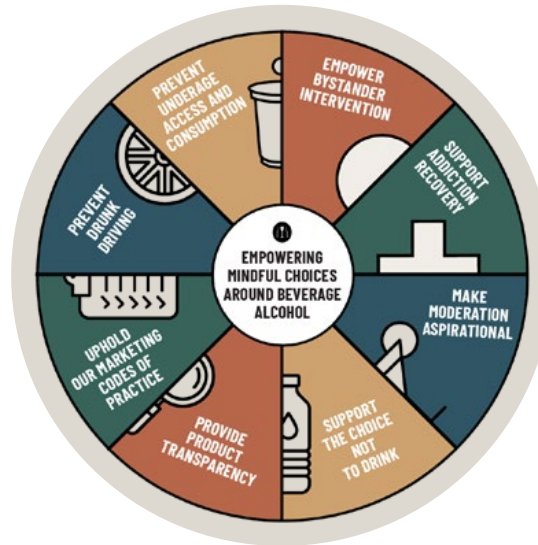 EMPOWERING
MINDFUL CHOICES
AROUND BEVERAGE
ALCOHOL
EMPOWER
BYSTANDER
INTERVENTION
SUPPORT
ADDICTION
RECOVERY
MAKE
MODERATION
ASPIRATIONAL
SUPPORT
THE CHOICE
NOT
TO DRINK
PROVIDE
PRODUCT
TRANSPARENCY
UPHOLD
OUR MARKETING
CODES OF
PRACTICE
PREVENT
DRUNK
DRIVING
PREVENT
UNDERAGE
ACCESS AND
CONSUMPTION